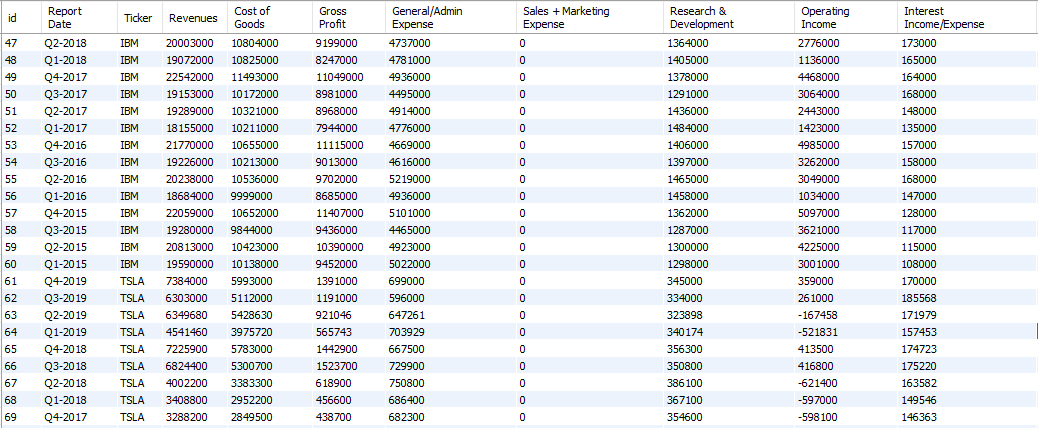 id Report Date Ticker Revenues Cost of Goods Gross Profit General/Admin Expense Sales + Marketing Expense Research & Development Operating Income Interest Income/Expense
47 Q2-2018 IBM 20003000 10804000 9199000 4737000 0 1364000 2776000 173000
48 Q1-2018 IBM 19072000 10825000 8247000 4781000 0 1405000 1136000 165000
49 Q4-2017 IBM 22542000 11493000 11049000 4936000 0 1378000 4468000 164000
50 Q3-2017 IBM 19153000 10172000 8981000 4495000 0 1291000 3064000 168000
51 Q2-2017 IBM 19289000 10321000 8968000 4914000 0 1436000 2443000 148000
52 Q1-2017 IBM 18155000 10211000 7944000 4776000 0 1484000 1423000 135000
53 Q4-2016 IBM 21770000 10655000 11115000 4669000 0 1406000 4985000 157000
54 Q3-2016 IBM 19226000 10213000 9013000 4616000 0 1397000 3262000 158000
55 Q2-2016 IBM 20238000 10536000 9702000 5219000 0 1465000 3049000 168000
56 Q1-2016 IBM 18684000 9999000 8685000 4936000 0 1458000 1034000 147000
57 Q4-2015 IBM 22059000 10652000 11407000 5101000 0 1362000 5097000 128000
58 Q3-2015 IBM 19280000 9844000 9436000 4465000 0 1287000 3621000 117000
59 Q2-2015 IBM 20813000 10423000 10390000 4923000 0 1300000 4225000 115000
60 Q1-2015 IBM 19590000 10138000 9452000 5022000 0 1298000 3001000 108000
61 Q4-2019 TSLA 7384000 5993000 1391000 699000 0 345000 359000 170000
62 Q3-2019 TSLA 6303000 5112000 1191000 596000 0 334000 261000 185568
63 Q2-2019 TSLA 6349680 5428630 921046 647261 0 323898 -167458 171979
64 Q1-2019 TSLA 4541460 3975720 565743 703929 0 340174 -521831 157453
65 Q4-2018 TSLA 7225900 5783000 1442900 667500 0 356300 413500 174723
66 Q3-2018 TSLA 6824400 5300700 1523700 729900 0 350800 416800 175220
67 Q2-2018 TSLA 4002200 3383300 618900 750800 0 386100 -621400 163582
68 Q1-2018 TSLA 3408800 2952200 456600 686400 0 367100 -597000 149546
69 Q4-2017 TSLA 3288200 2849500 438700 682300 0 354600 -598100 146363